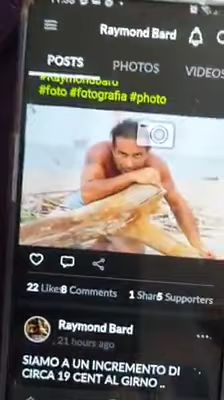 Raymond Bard
POSTS PHOTOS VIDEOS
#foto #fotografia #photo
22 Likes 8 Comments 1 Shar 5 Supporters
Raymond Bard
21 hours ago
SIAMO A UN INCREMENTO DI
CIRCA 19 CENT AL GIRNO ..